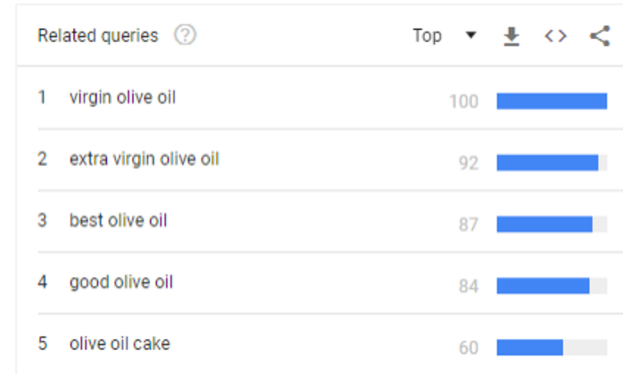 Related queries ? Top
1 virgin olive oil 100
2 extra virgin olive oil 92
3 best olive oil 87
4 good olive oil 84
5 olive oil cake 60